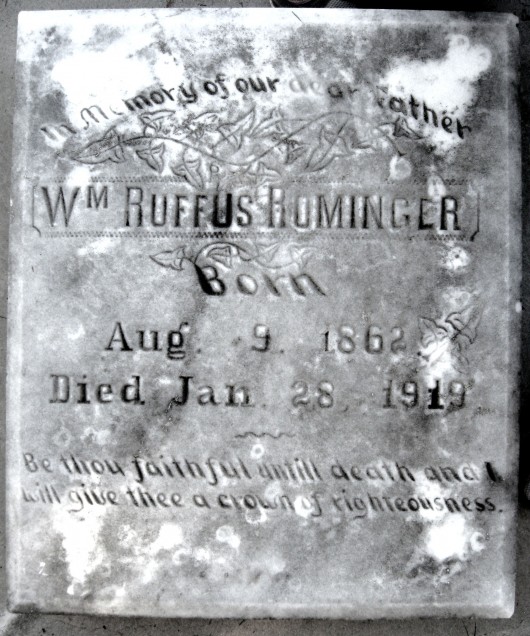 In Memory of our dear Father
Wᴹ RUFFUS ROMINGER
Born
Aug. 9. 1862.
Died Jan. 28, 1919
Be thou faithful untill death and I
will give thee a crown of righteousness.